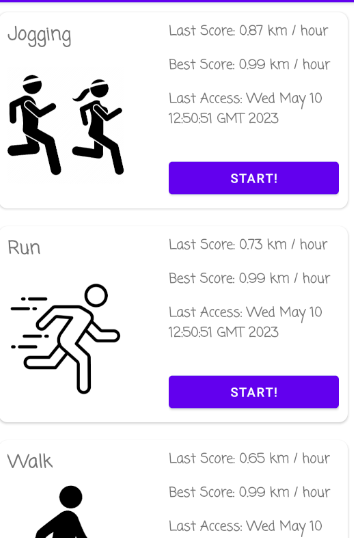 Jogging
Last Score: 0.87 km / hour
Best Score: 0.99 km / hour
Last Access: Wed May 10
12:50:51 GMT 2023
START!
Run
Last Score: 0.73 km / hour
Best Score: 0.99 km / hour
Last Access: Wed May 10
12:50:51 GMT 2023
START!
Walk
Last Score: 0.65 km / hour
Best Score: 0.99 km / hour
Last Access: Wed May 10